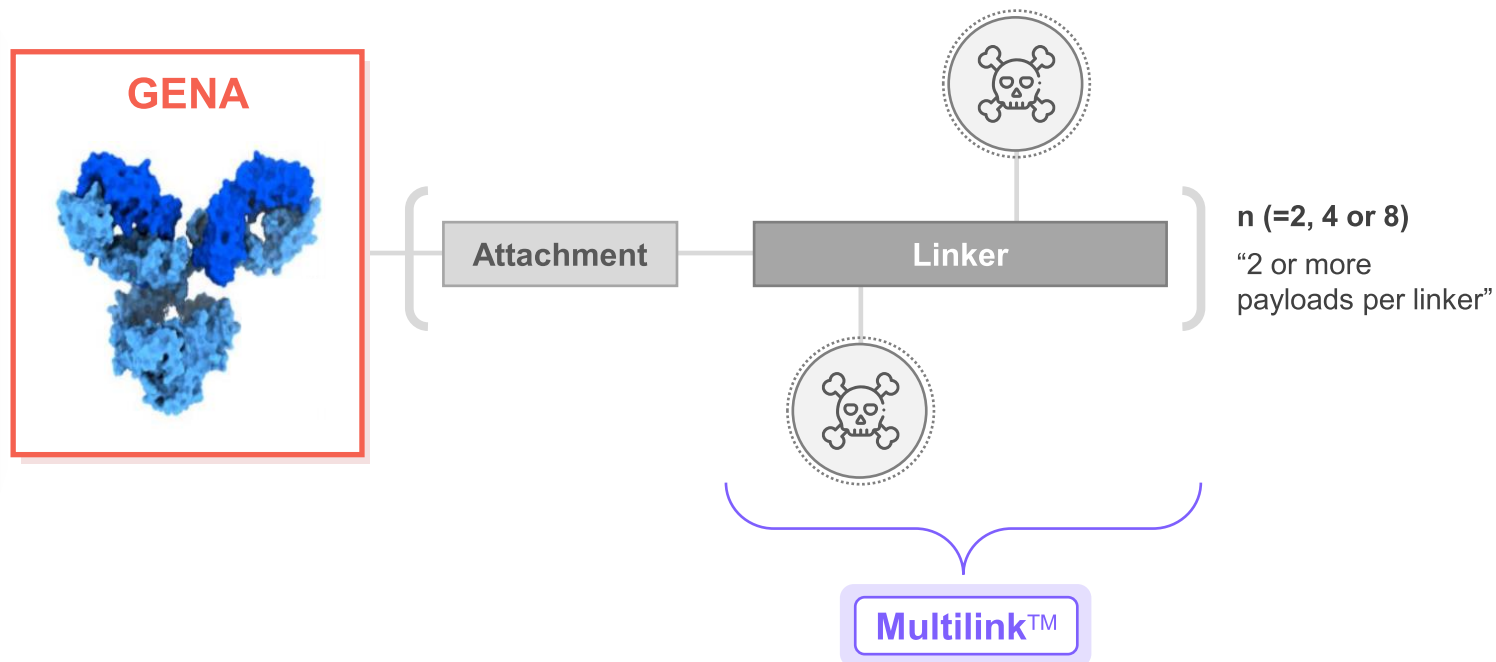 GENA
Attachment
Linker
n (=2, 4 or 8)
“2 or more
payloads per linker”
Multilink™